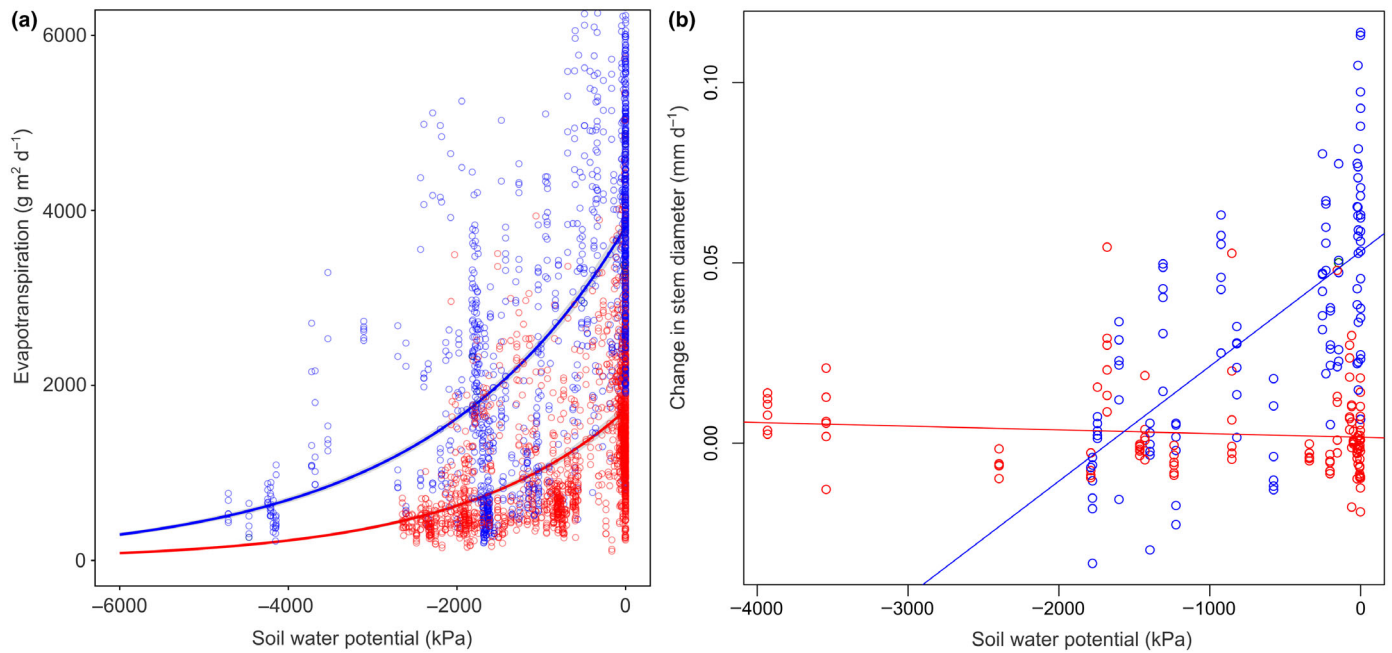 (a)
6000
4000
2000
0
Evapotranspiration (g m² d⁻¹)
−6000 −4000 −2000 0
Soil water potential (kPa)
(b)
0.10
0.05
0.00
Change in stem diameter (mm d⁻¹)
−4000 −3000 −2000 −1000 0
Soil water potential (kPa)